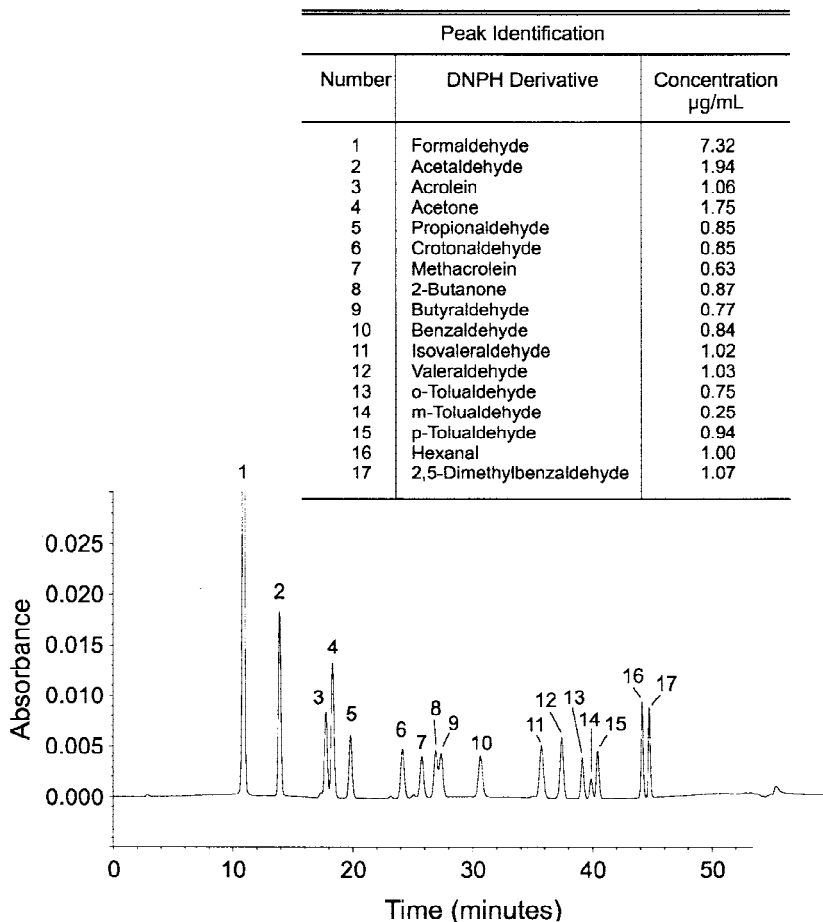 Peak Identification
Number DNPH Derivative Concentration
µg/mL
1 Formaldehyde 7.32
2 Acetaldehyde 1.94
3 Acrolein 1.06
4 Acetone 1.75
5 Propionaldehyde 0.85
6 Crotonaldehyde 0.85
7 Methacrolein 0.63
8 2-Butanone 0.87
9 Butyraldehyde 0.77
10 Benzaldehyde 0.84
11 Isovaleraldehyde 1.02
12 Valeraldehyde 1.03
13 o-Tolualdehyde 0.75
14 m-Tolualdehyde 0.25
15 p-Tolualdehyde 0.94
16 Hexanal 1.00
17 2,5-Dimethylbenzaldehyde 1.07
Absorbance
0.025
0.020
0.015
0.010
0.005
0.000
1
2
3
4
5
6
7
8
9
10
11
12
13
14
15
16
17
0 10 20 30 40 50
Time (minutes)